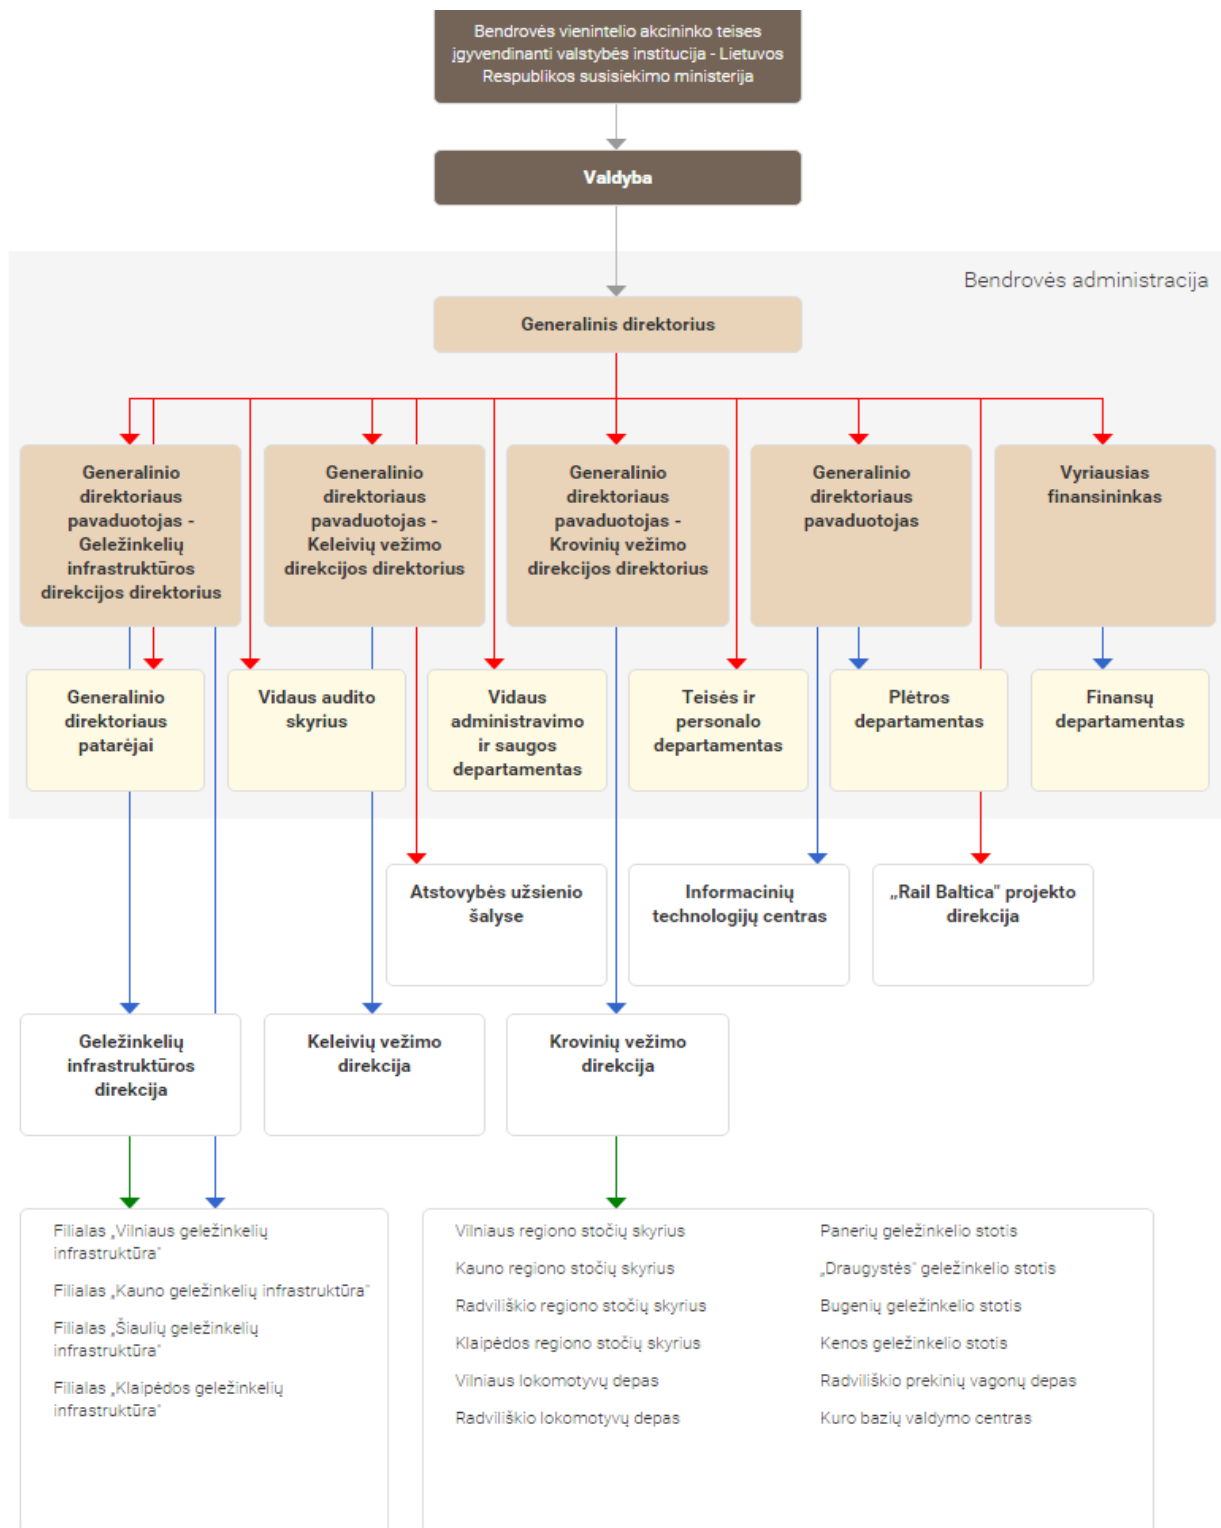 Bendrovės vienintelio akcininko teises
įgyvendinanti valstybės institucija - Lietuvos
Respublikos susisiekimo ministerija
Valdyba
Bendrovės administracija
Generalinis direktorius
Generalinio
direktoriaus
pavaduotojas -
Geležinkelių
infrastruktūros
direkcijos direktorius
Generalinio
direktoriaus
pavaduotojas -
Keleivių vežimo
direkcijos direktorius
Generalinio
direktoriaus
pavaduotojas -
Krovinių vežimo
direkcijos direktorius
Generalinio
direktoriaus
pavaduotojas
Vyriausias
finansininkas
Generalinio
direktoriaus
patarėjai
Vidaus audito
skyrius
Vidaus
administravimo
ir saugos
departamentas
Teisės ir
personalo
departamentas
Plėtros
departamentas
Finansų
departamentas
Atstovybės užsienio
šalyse
Informacinių
technologijų centras
„Rail Baltica" projekto
direkcija
Geležinkelių
infrastruktūros
direkcija
Keleivių vežimo
direkcija
Krovinių vežimo
direkcija
Filialas „Vilniaus geležinkelių
infrastruktūra"
Filialas „Kauno geležinkelių infrastruktūra"
Filialas „Šiaulių geležinkelių
infrastruktūra"
Filialas „Klaipėdos geležinkelių
infrastruktūra"
Vilniaus regiono stočių skyrius
Kauno regiono stočių skyrius
Radviliškio regiono stočių skyrius
Klaipėdos regiono stočių skyrius
Vilniaus lokomotyvų depas
Radviliškio lokomotyvų depas
Panerių geležinkelio stotis
„Draugystės" geležinkelio stotis
Bugenių geležinkelio stotis
Kenos geležinkelio stotis
Radviliškio prekinių vagonų depas
Kuro bazių valdymo centras